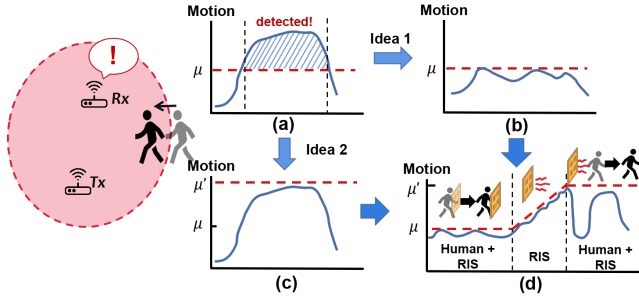 !
Rx
Tx
Motion
detected!
μ
(a)
Idea 1
Motion
μ
(b)
Idea 2
Motion
μ'
μ
(c)
Motion
μ'
μ
Human +
RIS
RIS
Human +
RIS
(d)